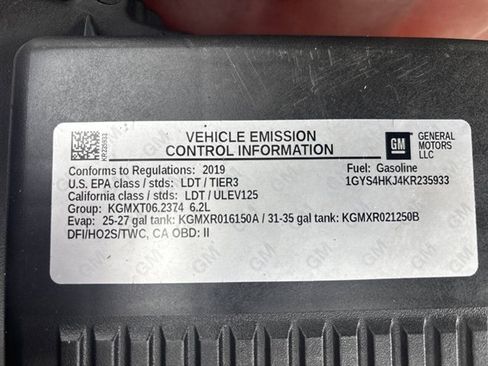 KR235933
VEHICLE EMISSION
CONTROL INFORMATION
GM
GENERAL
MOTORS
LLC
Conforms to Regulations: 2019
Fuel: Gasoline
U.S. EPA class / stds: LDT / TIER3
1GYS4HKJ4KR235933
California class / stds: LDT / ULEV125
Group: KGMXT06.2374 6.2L
Evap: 25-27 gal tank: KGMXR016150A / 31-35 gal tank: KGMXR021250B
DFI/HO2S/TWC, CA OBD: II